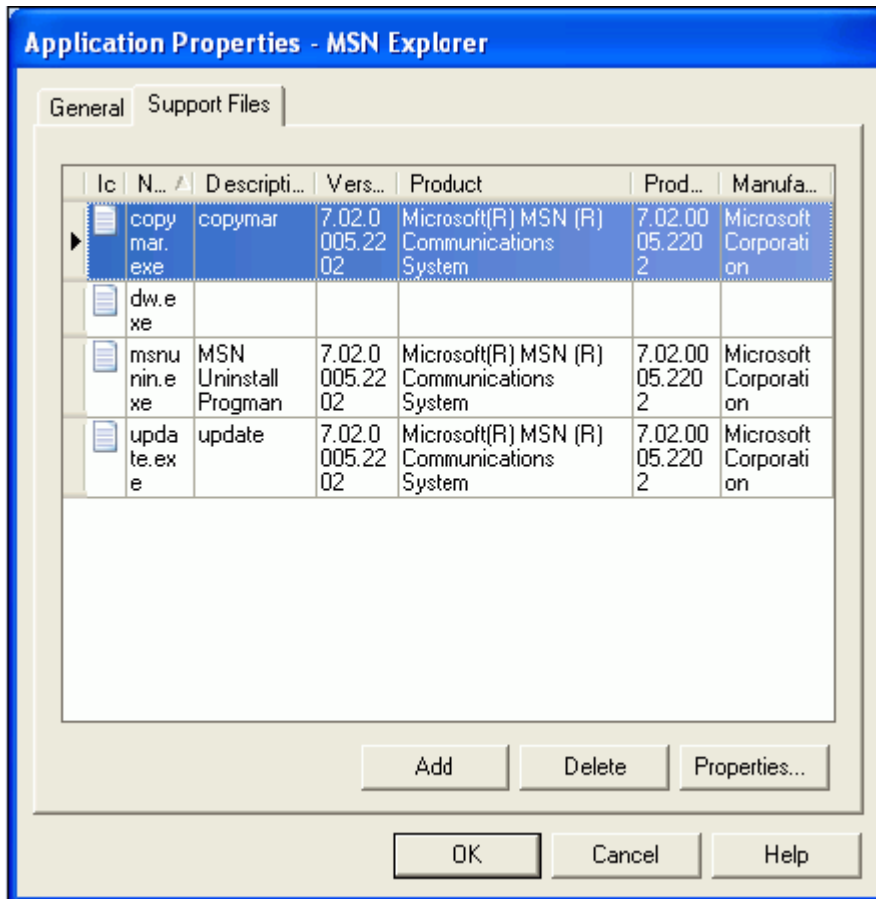 Application Properties - MSN Explorer
General Support Files
Ic N... Descripti... Vers... Product Prod... Manufa...
copy copymar 7.02.0 Microsoft(R) MSN (R) 7.02.00 Microsoft
mar. 005.22 Communications 05.220 Corporati
exe 02 System 2 on
dw.e
xe
msnu MSN 7.02.0 Microsoft(R) MSN (R) 7.02.00 Microsoft
nin.e Uninstall 005.22 Communications 05.220 Corporati
xe Progman 02 System 2 on
upda update 7.02.0 Microsoft(R) MSN (R) 7.02.00 Microsoft
te.ex 005.22 Communications 05.220 Corporati
e 02 System 2 on
Add Delete Properties...
OK Cancel Help